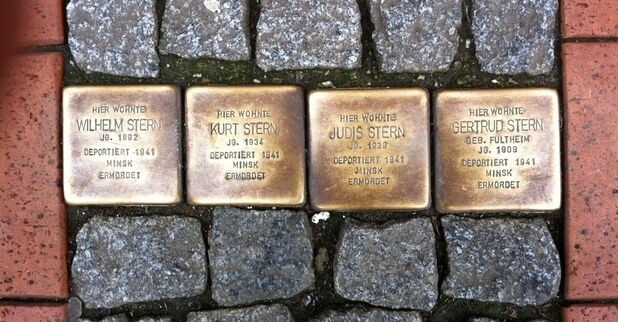 HIER WOHNTE
WILHELM STERN
JG. 1892
DEPORTIERT 1941
MINSK
ERMORDET
HIER WOHNTE
KURT STERN
JG. 1934
DEPORTIERT 1941
MINSK
ERMORDET
HIER WOHNTE
JUDIS STERN
JG. 1939
DEPORTIERT 1941
MINSK
ERMORDET
HIER WOHNTE
GERTRUD STERN
GEB. FULTHEIM
JG. 1909
DEPORTIERT 1941
MINSK
ERMORDET